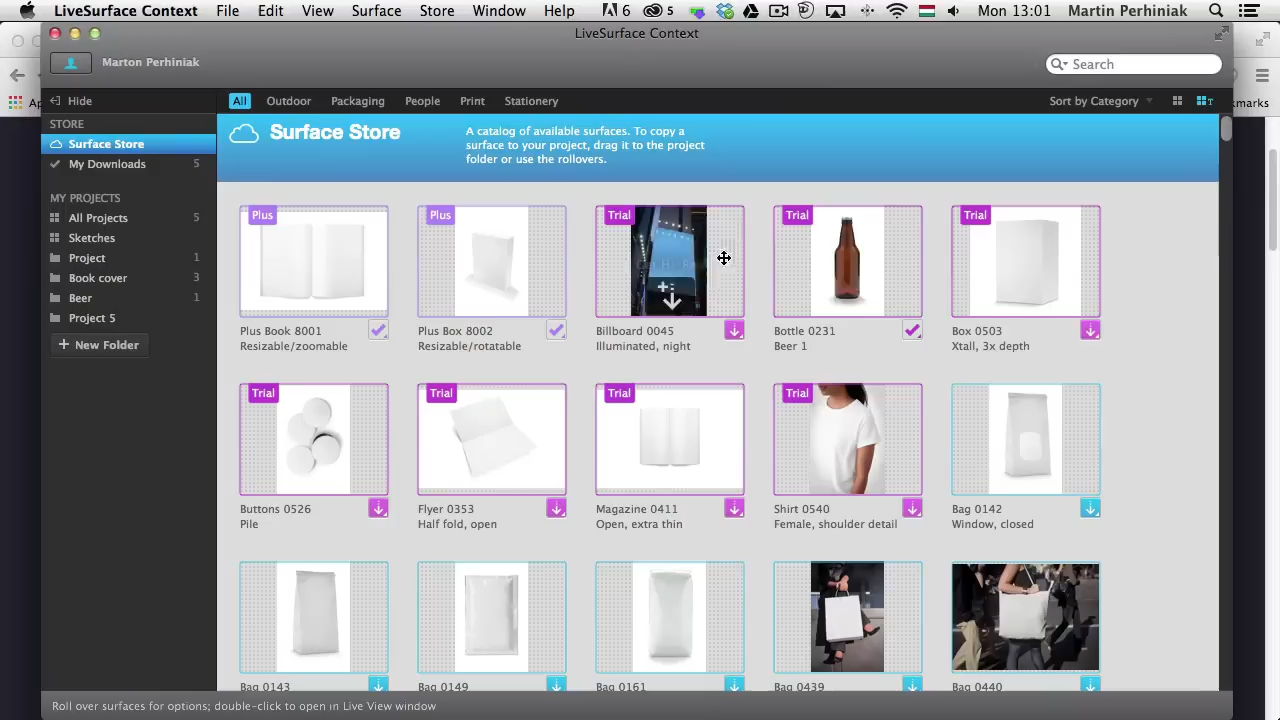 LiveSurface Context File Edit View Surface Store Window Help 6 5 Mon 13:01 Martin Perhiniak
LiveSurface Context
Marton Perhiniak
Search
Ap
kmarks
Hide
All Outdoor Packaging People Print Stationery
Sort by Category
STORE
Surface Store
My Downloads 5
MY PROJECTS
All Projects 5
Sketches
Project 1
Book cover 3
Beer 1
Project 5
+ New Folder
Surface Store
A catalog of available surfaces. To copy a
surface to your project, drag it to the project
folder or use the rollovers.
Plus
Plus
Trial
Trial
Trial
Plus Book 8001
Resizable/zoomable
Plus Box 8002
Resizable/rotatable
Billboard 0045
Illuminated, night
Bottle 0231
Beer 1
Box 0503
Xtall, 3x depth
Trial
Trial
Trial
Trial
Buttons 0526
Pile
Flyer 0353
Half fold, open
Magazine 0411
Open, extra thin
Shirt 0540
Female, shoulder detail
Bag 0142
Window, closed
Bag 0143
Bag 0149
Bag 0161
Bag 0439
Bag 0440
Roll over surfaces for options; double-click to open in Live View window